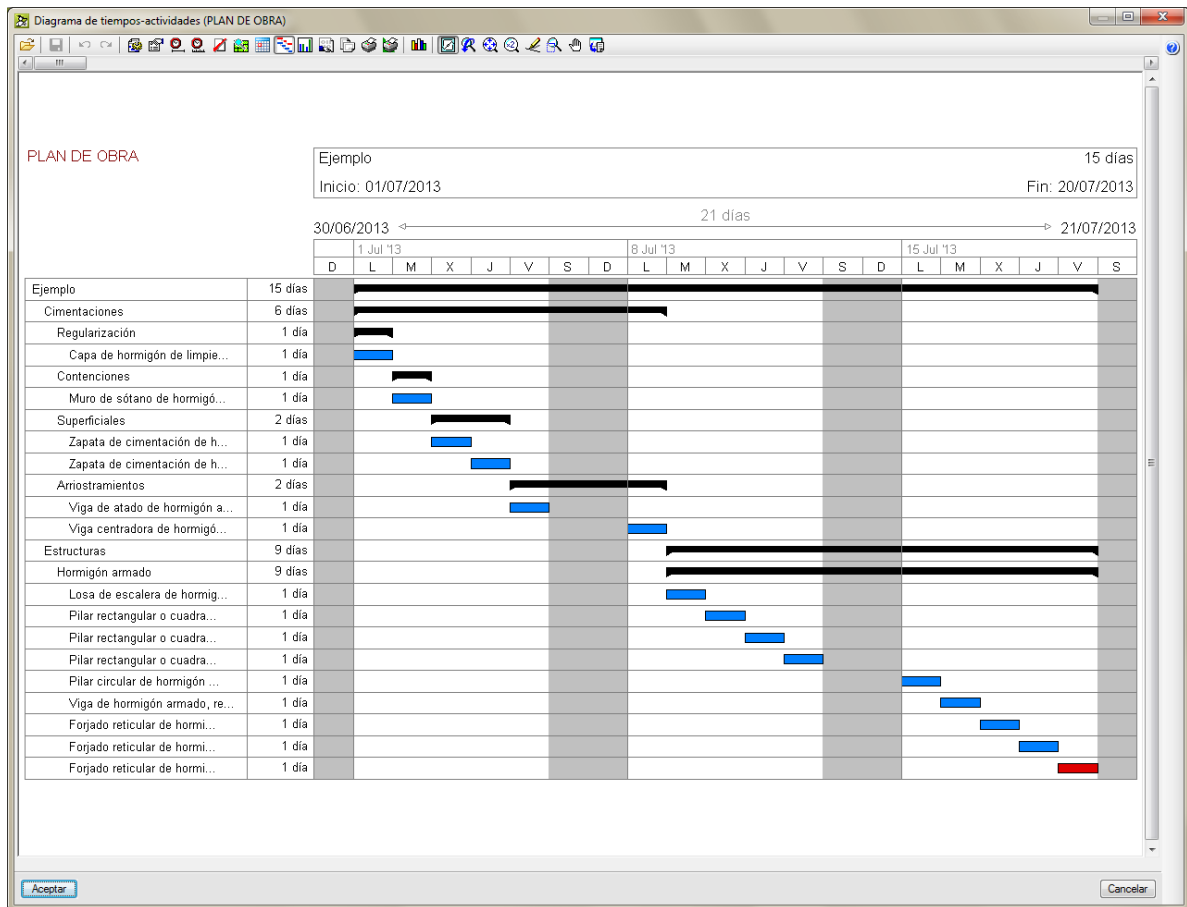 Diagrama de tiempos-actividades (PLAN DE OBRA)
PLAN DE OBRA
Ejemplo 15 días
Inicio: 01/07/2013 Fin: 20/07/2013
21 días
30/06/2013 21/07/2013
1 Jul '13 8 Jul '13 15 Jul '13
D L M X J V S D L M X J V S D L M X J V S
Ejemplo 15 días
Cimentaciones 6 días
Regularización 1 día
Capa de hormigón de limpie... 1 día
Contenciones 1 día
Muro de sótano de hormigó... 1 día
Superficiales 2 días
Zapata de cimentación de h... 1 día
Zapata de cimentación de h... 1 día
Arriostramientos 2 días
Viga de atado de hormigón a... 1 día
Viga centradora de hormigó... 1 día
Estructuras 9 días
Hormigón armado 9 días
Losa de escalera de hormig... 1 día
Pilar rectangular o cuadra... 1 día
Pilar rectangular o cuadra... 1 día
Pilar rectangular o cuadra... 1 día
Pilar circular de hormigón ... 1 día
Viga de hormigón armado, re... 1 día
Forjado reticular de hormi... 1 día
Forjado reticular de hormi... 1 día
Forjado reticular de hormi... 1 día
Aceptar Cancelar